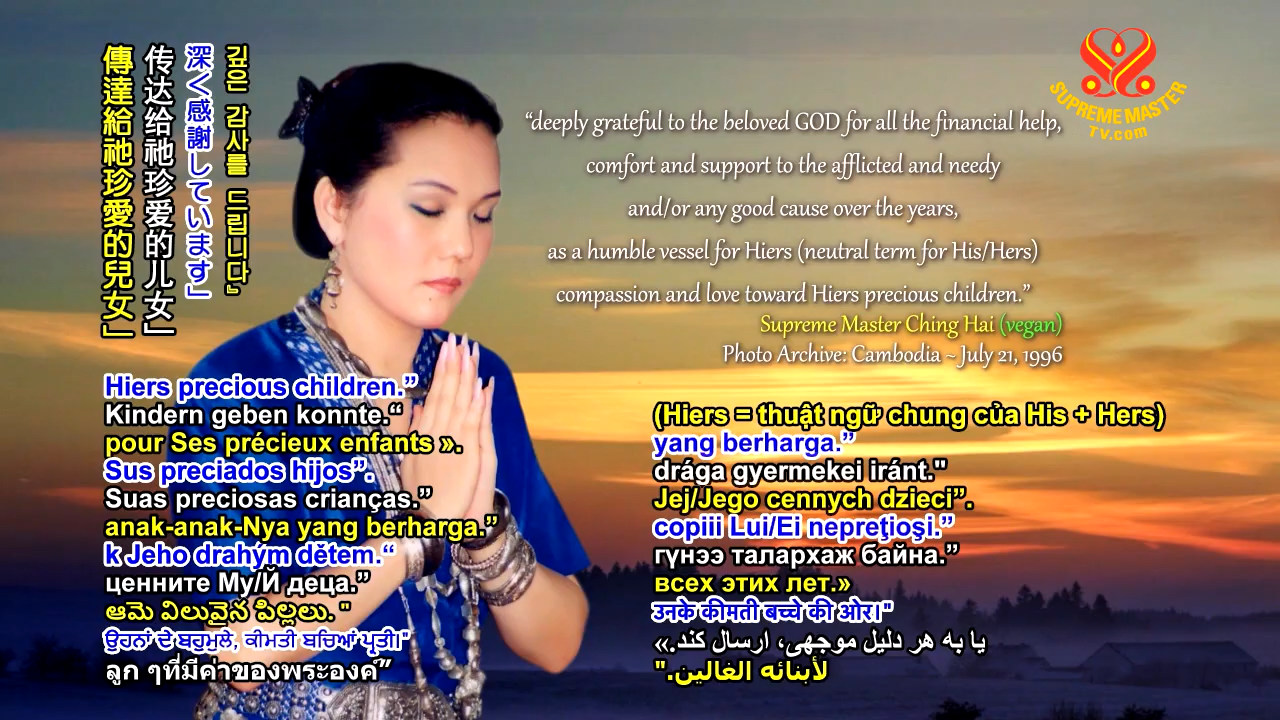 傳達給祂珍愛的兒女」
传达给祂珍爱的儿女」
深く感謝しています」
깊은 감사를 드립니다』
SUPREME MASTER
TV.com
“deeply grateful to the beloved GOD for all the financial help,
comfort and support to the afflicted and needy
and/or any good cause over the years,
as a humble vessel for Hiers (neutral term for His/Hers)
compassion and love toward Hiers precious children.”
Supreme Master Ching Hai (vegan)
Photo Archive: Cambodia ~ July 21, 1996
Hiers precious children.”
Kindern geben konnte.“
pour Ses précieux enfants ».
Sus preciados hijos”.
Suas preciosas crianças.”
anak-anak-Nya yang berharga.”
k Jeho drahým dětem.“
ценните Му/Й деца.”
ఆమె విలువైన పిల్లలు. "
ਉਹਨਾਂ ਦੇ ਬਹੁਮੁਲੇ, ਕੀਮਤੀ ਬਚਿਆਂ ਪ੍ਰਤੀ।"
ลูก ๆที่มีค่าของพระองค์”
(Hiers = thuật ngữ chung của His + Hers)
yang berharga.”
drága gyermekei iránt."
Jej/Jego cennych dzieci”.
copiii Lui/Ei nepreţioşi.”
гүнээ талархаж байна.”
всех этих лет.»
उनके कीमती बच्चे की ओर।"
یا به هر دلیل موجهی، ارسال کند.»
لأبنائه الغالين."